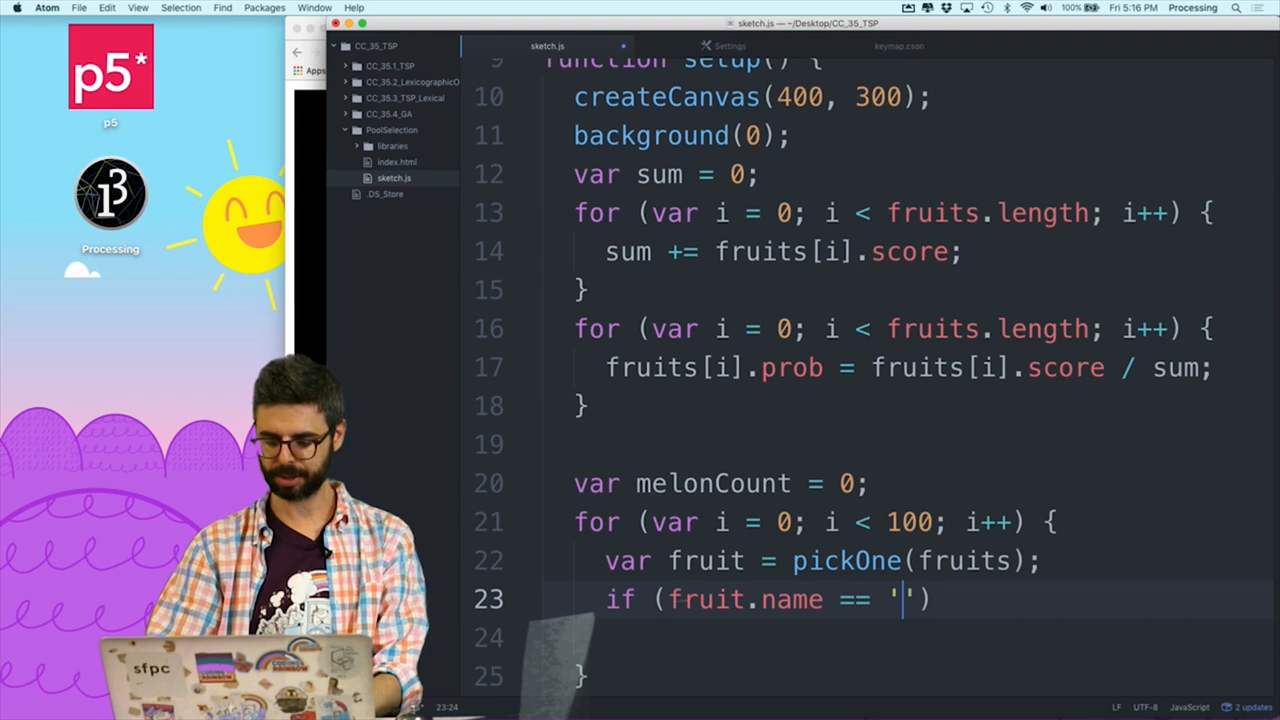 Atom File Edit View Selection Find Packages Window Help
100% Fri 5:16 PM Processing
sketch.js — ~/Desktop/CC_35_TSP
CC_35_TSP
sketch.js
Settings
keymap.cson
CC_35.1_TSP
CC_35.2_LexicographicO
CC_35.3_TSP_Lexical
CC_35.4_GA
PoolSelection
libraries
index.html
sketch.js
.DS_Store
p5*
p5
Processing
Apps
9 function setup() {
10 createCanvas(400, 300);
11 background(0);
12 var sum = 0;
13 for (var i = 0; i < fruits.length; i++) {
14 sum += fruits[i].score;
15 }
16 for (var i = 0; i < fruits.length; i++) {
17 fruits[i].prob = fruits[i].score / sum;
18 }
19
20 var melonCount = 0;
21 for (var i = 0; i < 100; i++) {
22 var fruit = pickOne(fruits);
23 if (fruit.name == '')
24
25 }
23:24
LF UTF-8 JavaScript 2 updates
sfpc